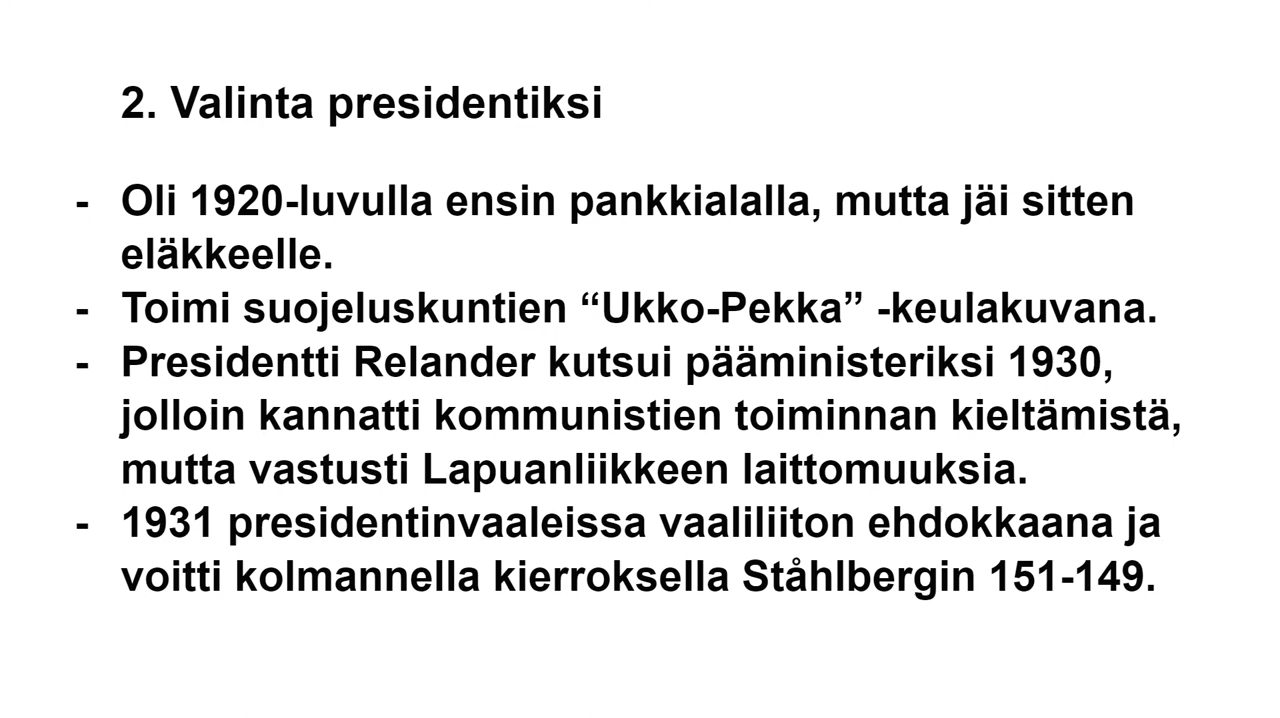 2. Valinta presidentiksi
- Oli 1920-luvulla ensin pankkialalla, mutta jäi sitten
eläkkeelle.
- Toimi suojeluskuntien “Ukko-Pekka” -keulakuvana.
- Presidentti Relander kutsui pääministeriksi 1930,
jolloin kannatti kommunistien toiminnan kieltämistä,
mutta vastusti Lapuanliikkeen laittomuuksia.
- 1931 presidentinvaaleissa vaaliliiton ehdokkaana ja
voitti kolmannella kierroksella Ståhlbergin 151-149.